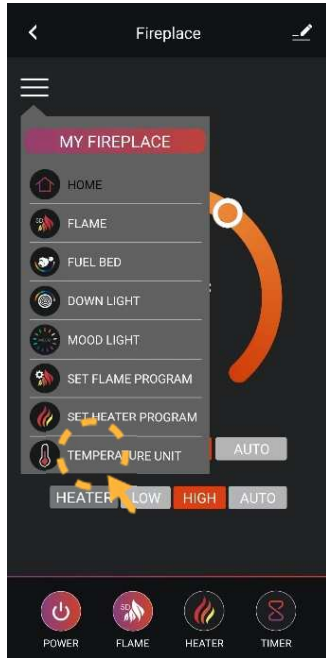 Fireplace
MY FIREPLACE
HOME
FLAME
FUEL BED
DOWN LIGHT
MOOD LIGHT
SET FLAME PROGRAM
SET HEATER PROGRAM
TEMPERATURE UNIT
AUTO
HEATER LOW HIGH AUTO
POWER FLAME HEATER TIMER